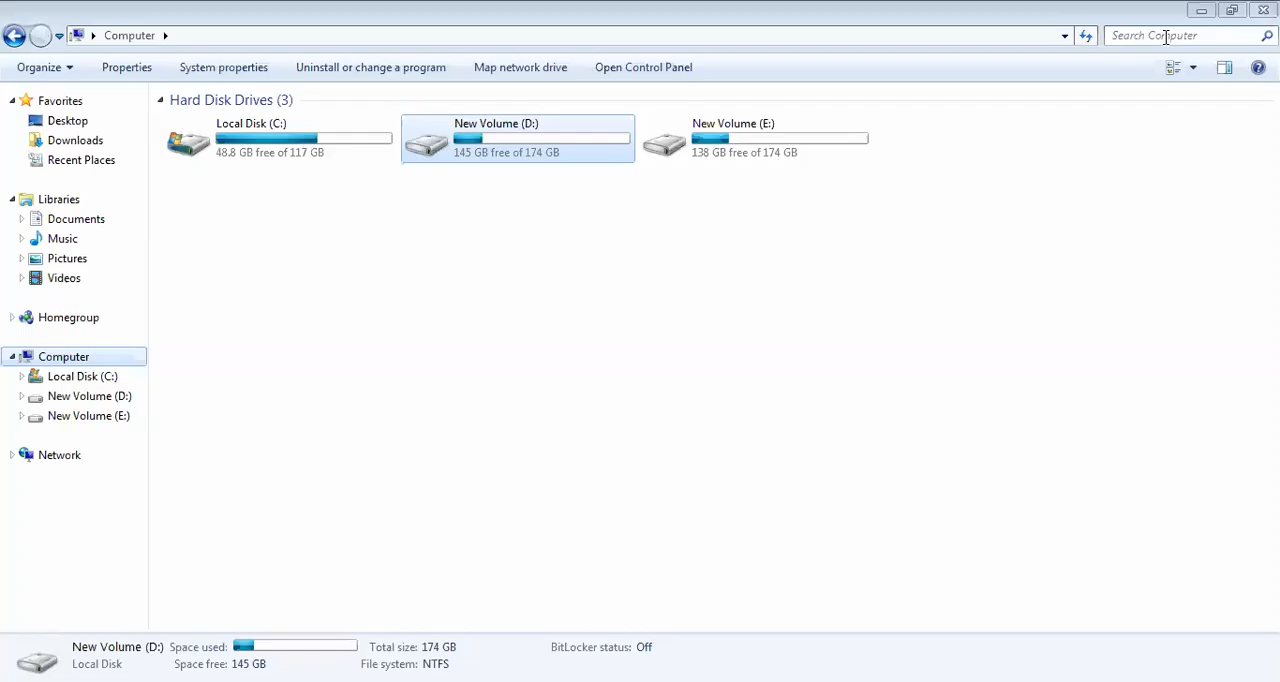 Computer
Search Computer
Organize
Properties
System properties
Uninstall or change a program
Map network drive
Open Control Panel
Favorites
Desktop
Downloads
Recent Places
Libraries
Documents
Music
Pictures
Videos
Homegroup
Computer
Local Disk (C:)
New Volume (D:)
New Volume (E:)
Network
Hard Disk Drives (3)
Local Disk (C:)
48.8 GB free of 117 GB
New Volume (D:)
145 GB free of 174 GB
New Volume (E:)
138 GB free of 174 GB
New Volume (D:) Space used: Total size: 174 GB BitLocker status: Off
Local Disk Space free: 145 GB File system: NTFS